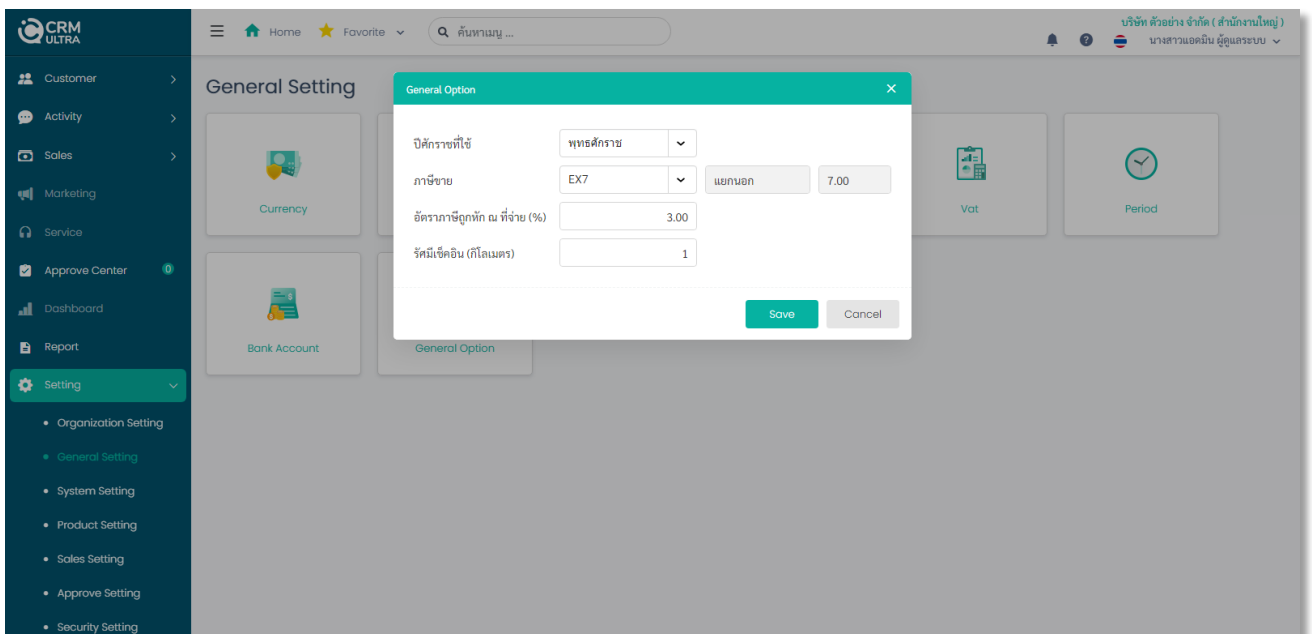 CRM
ULTRA
Home
Favorite
ค้นหาเมนู ...
บริษัท ตัวอย่าง จำกัด ( สำนักงานใหญ่ )
นางสาวแอดมิน ผู้ดูแลระบบ
Customer
Activity
Sales
Marketing
Service
Approve Center 0
Dashboard
Report
Setting
Organization Setting
General Setting
System Setting
Product Setting
Sales Setting
Approve Setting
Security Setting
General Setting
Currency
Vat
Period
Bank Account
General Option
General Option
ปีศักราชที่ใช้ พุทธศักราช
ภาษีขาย EX7 แยกนอก 7.00
อัตราภาษีถูกหัก ณ ที่จ่าย (%) 3.00
รัศมีเช็คอิน (กิโลเมตร) 1
Save Cancel